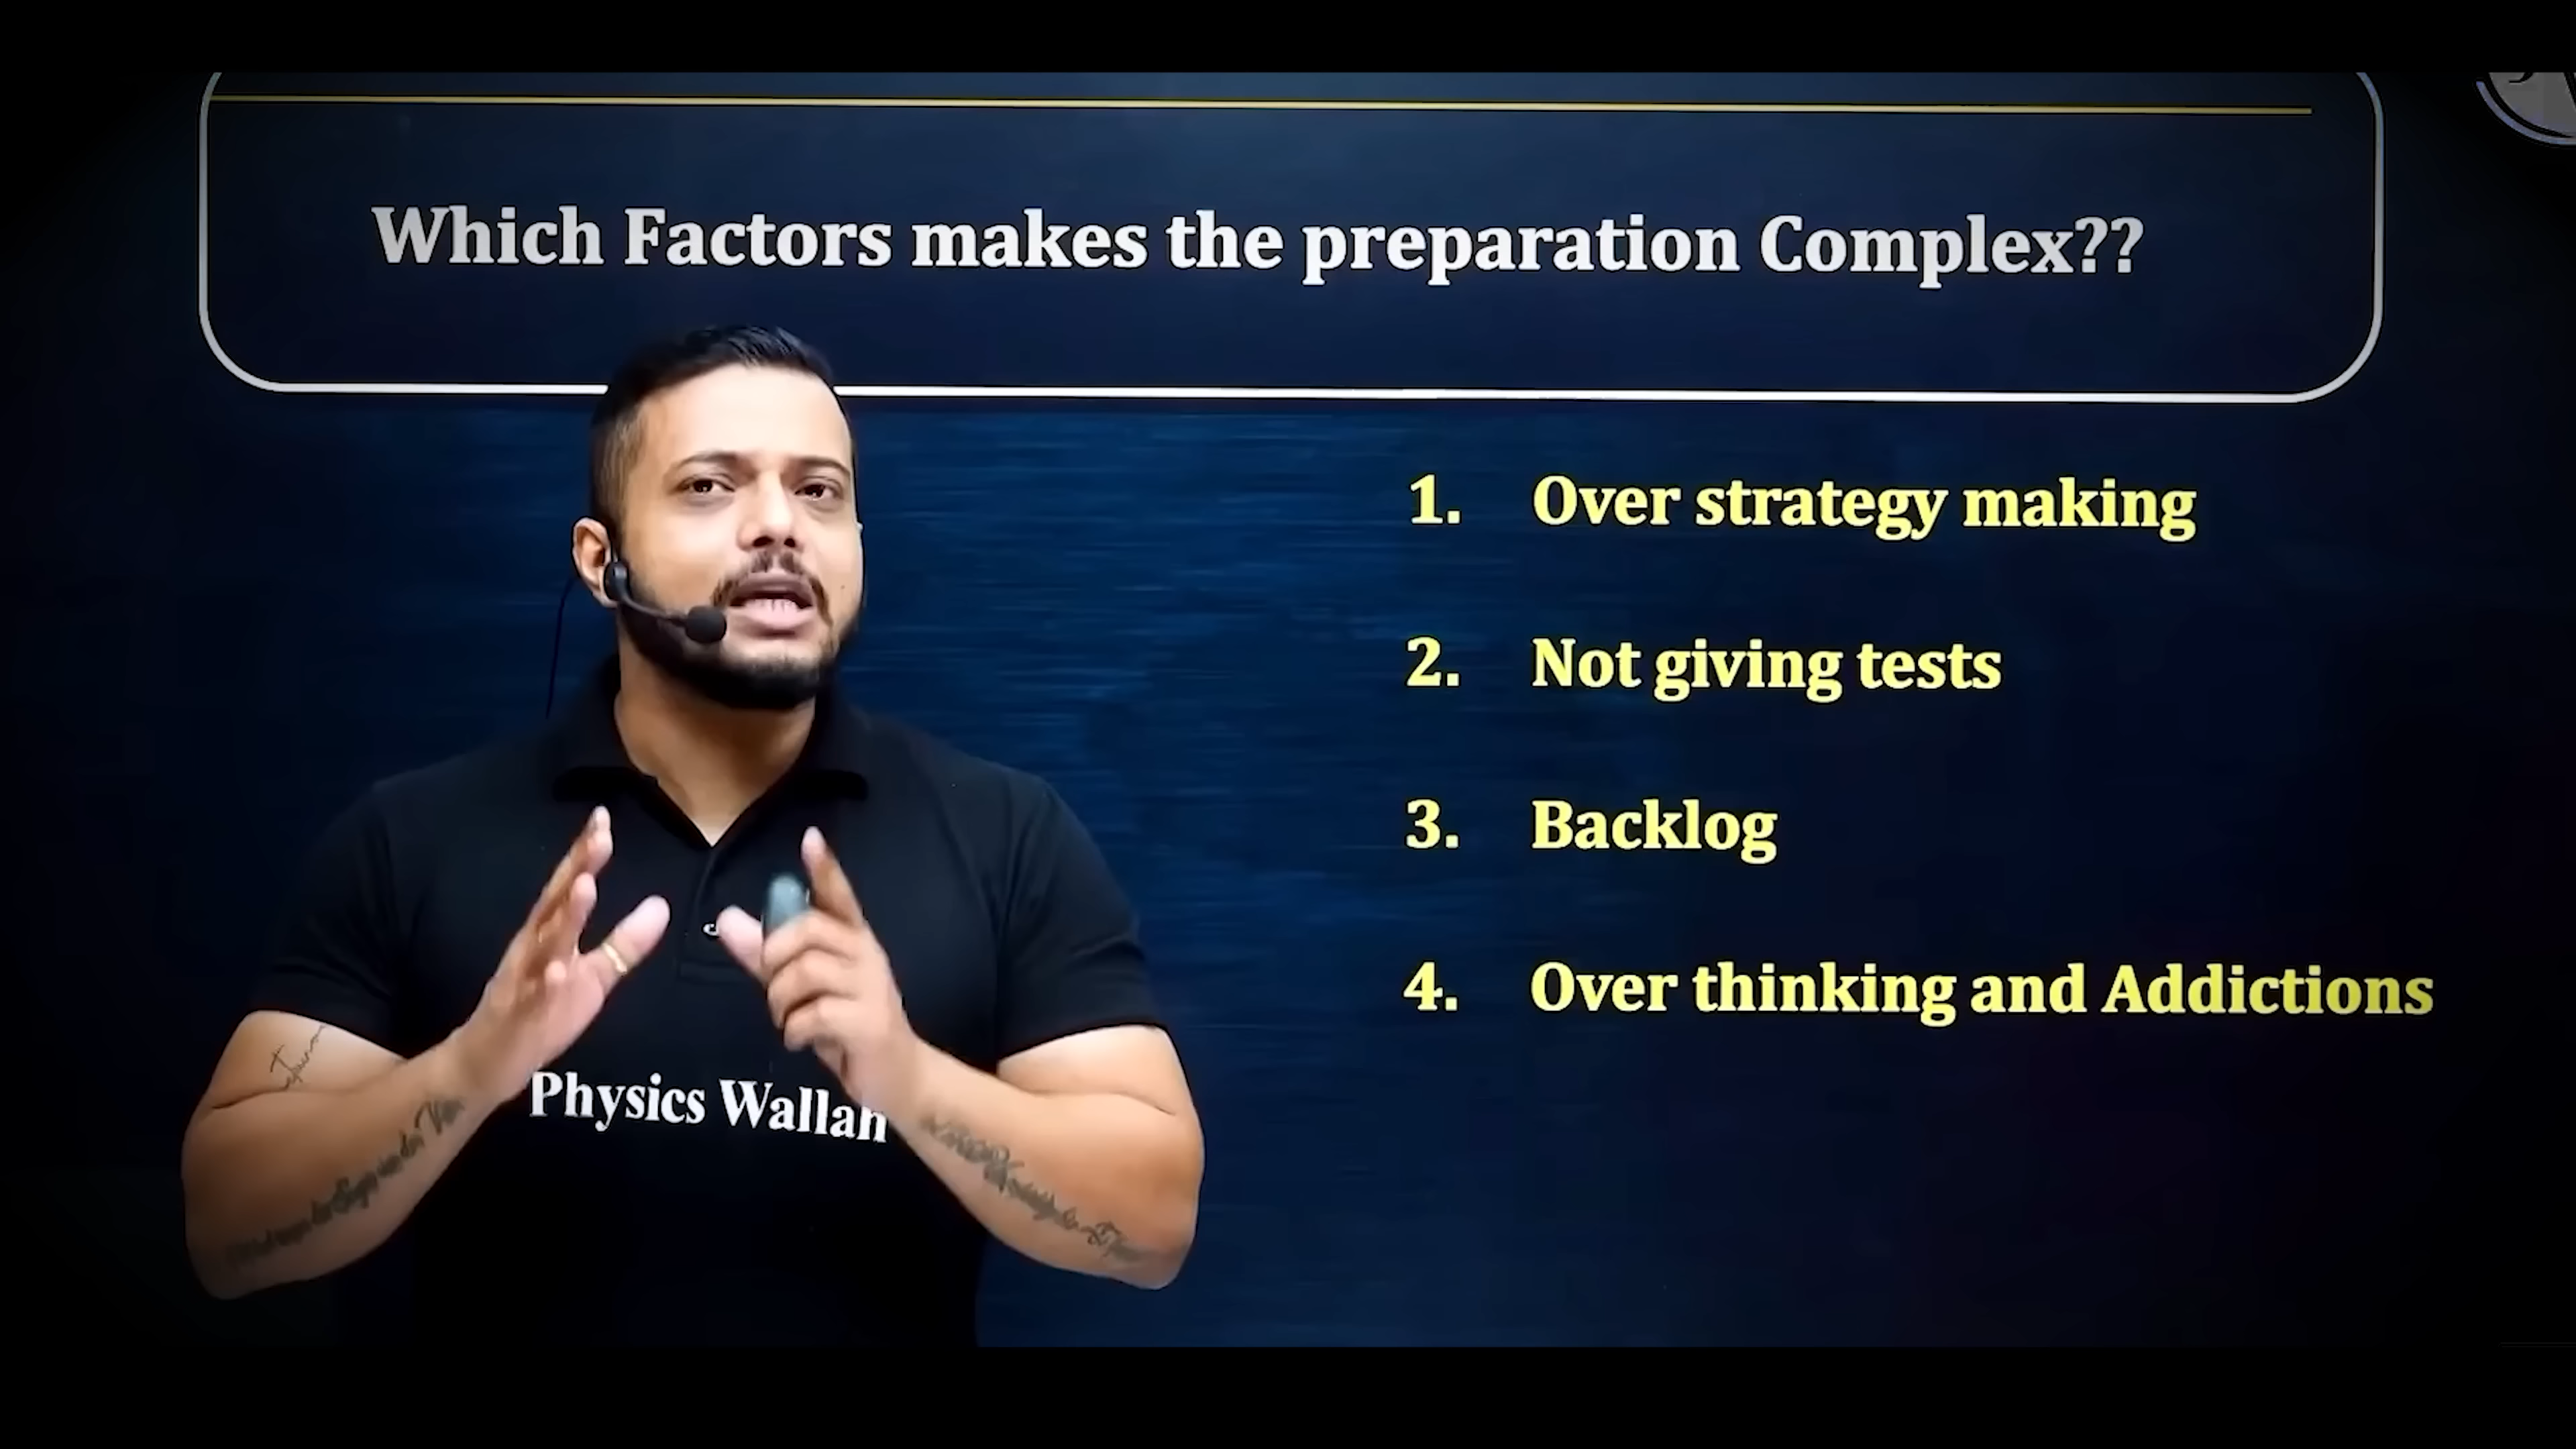 Which Factors makes the preparation Complex??
1. Over strategy making
2. Not giving tests
3. Backlog
4. Over thinking and Addictions
Physics Wallah